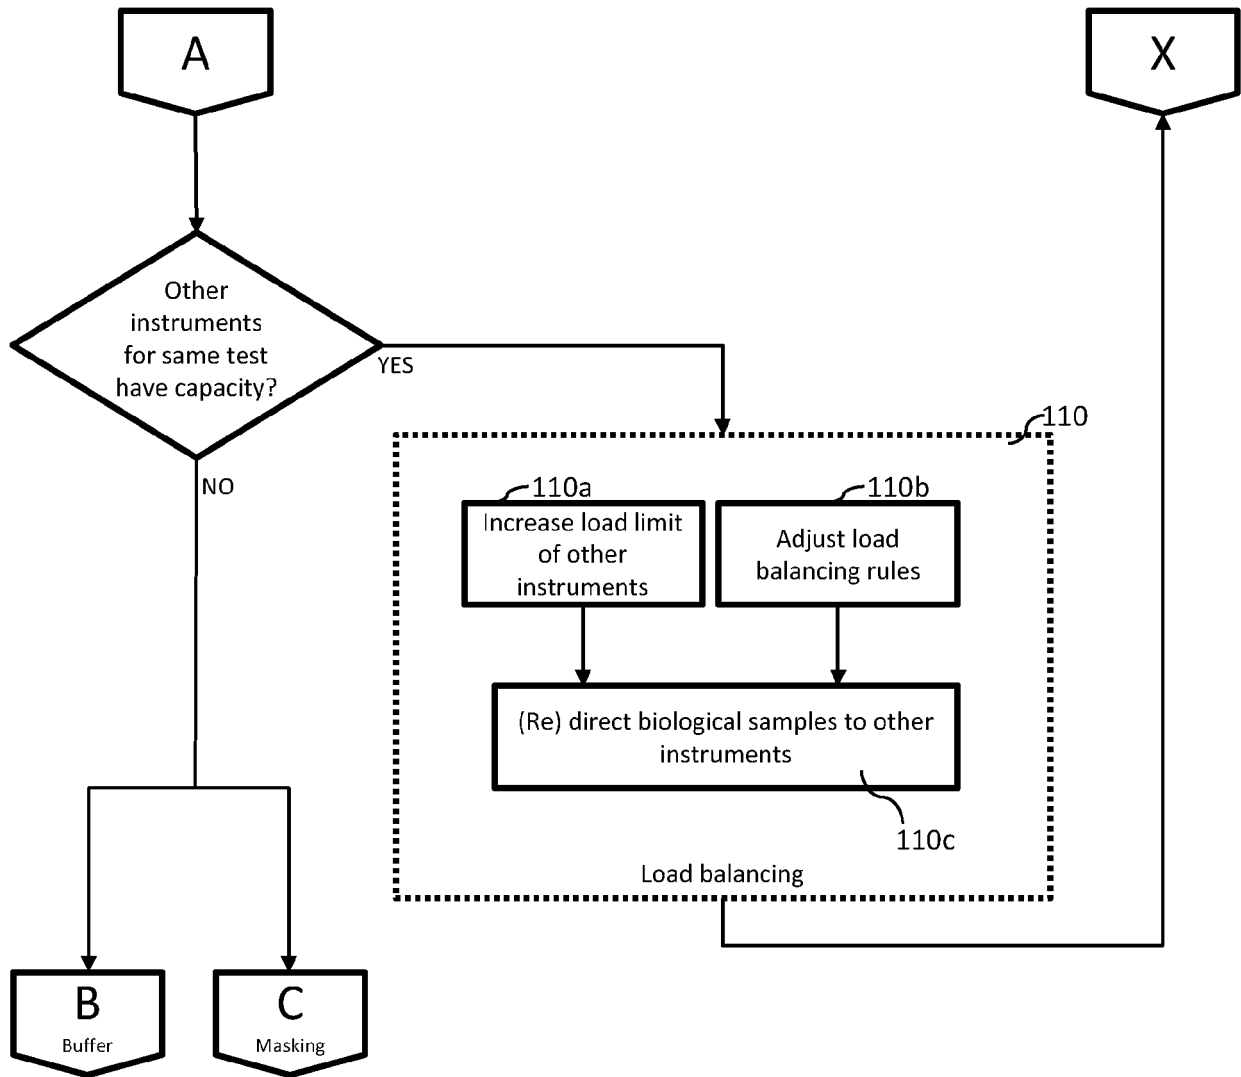 A
X
Other
instruments
for same test
have capacity?
YES
NO
110
110a
110b
Increase load limit
of other
instruments
Adjust load
balancing rules
(Re) direct biological samples to other
instruments
110c
Load balancing
B
Buffer
C
Masking